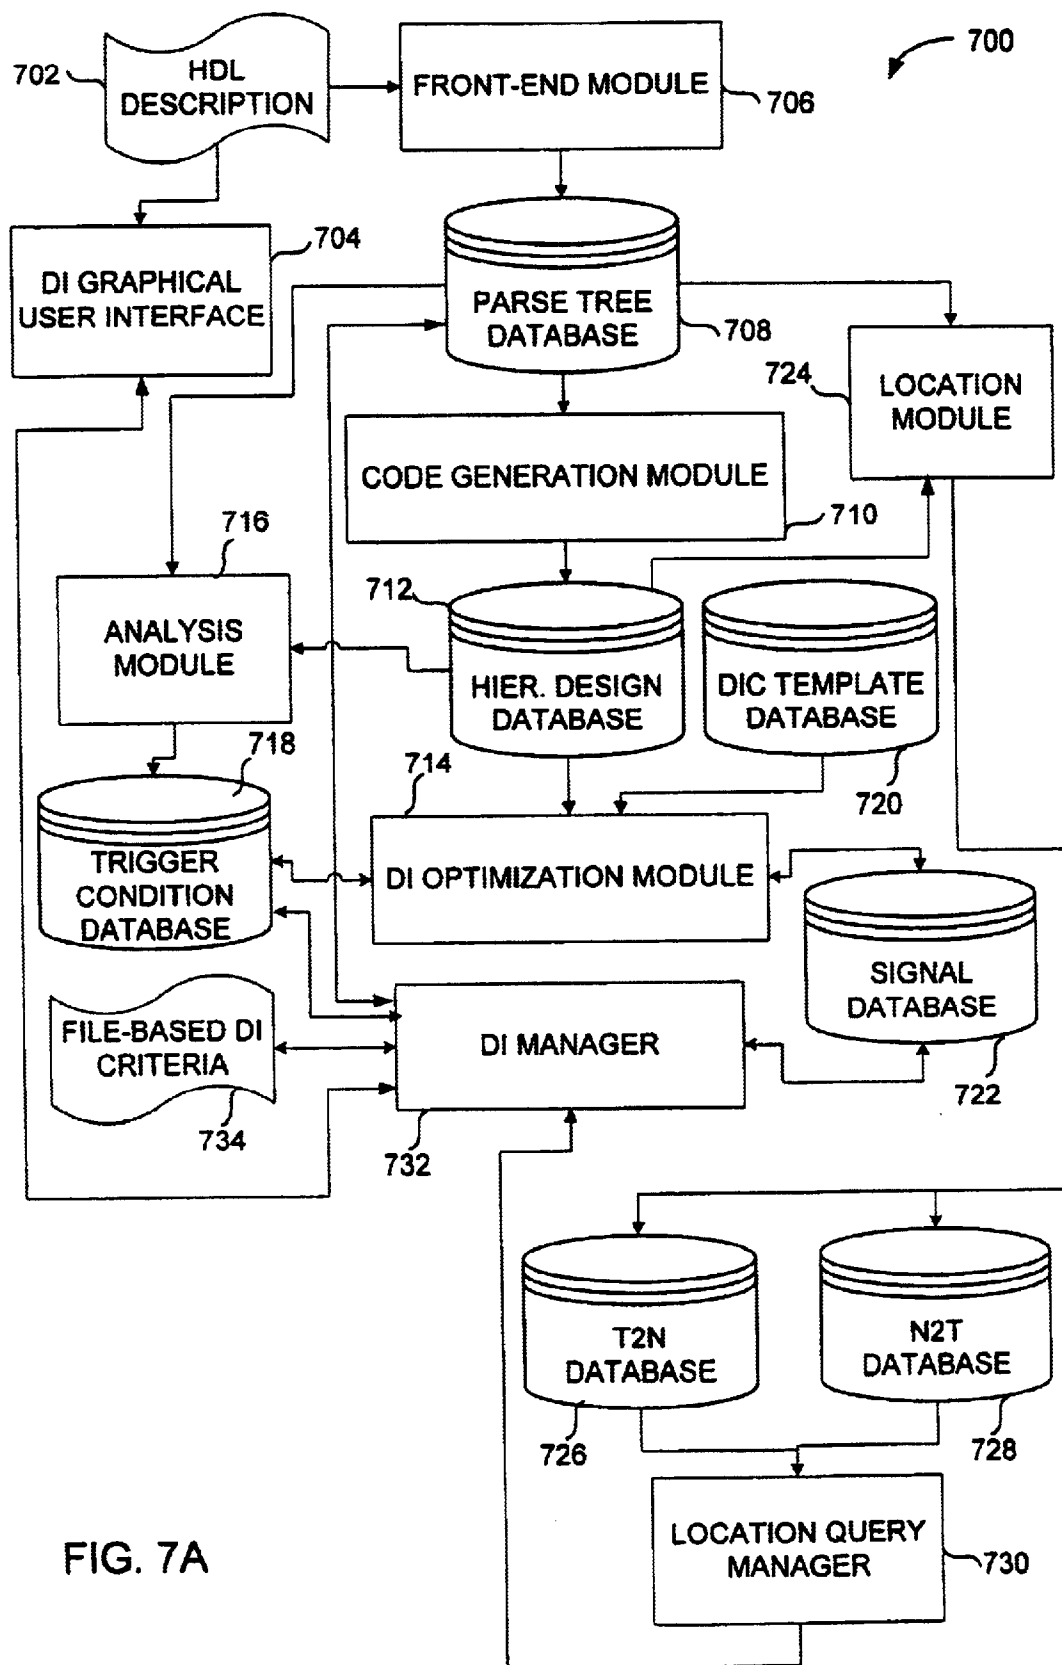 700
702
HDL
DESCRIPTION
FRONT-END MODULE
706
704
DI GRAPHICAL
USER INTERFACE
PARSE TREE
DATABASE
708
724
LOCATION
MODULE
CODE GENERATION MODULE
710
716
ANALYSIS
MODULE
712
HIER. DESIGN
DATABASE
DIC TEMPLATE
DATABASE
720
718
TRIGGER
CONDITION
DATABASE
714
DI OPTIMIZATION MODULE
SIGNAL
DATABASE
722
FILE-BASED DI
CRITERIA
734
DI MANAGER
732
T2N
DATABASE
726
N2T
DATABASE
728
LOCATION QUERY
MANAGER
730
FIG. 7A